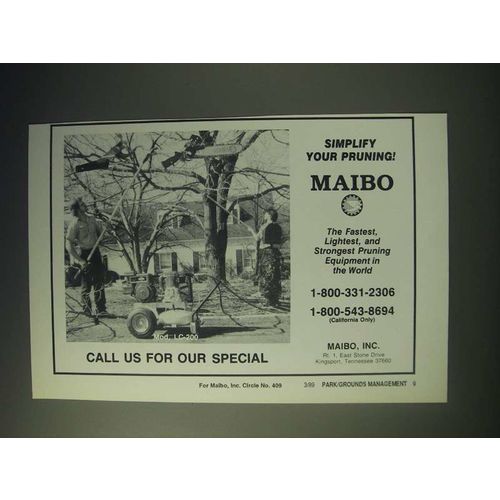 SIMPLIFY
YOUR PRUNING!
MAIBO
The Fastest,
Lightest, and
Strongest Pruning
Equipment in
the World
1-800-331-2306
1-800-543-8694
(California Only)
MAIBO, INC.
Rt. 1, East Stone Drive
Kingsport, Tennessee 37660
Mod. LC-200
CALL US FOR OUR SPECIAL
For Maibo, Inc. Circle No. 409
3/89 PARK/GROUNDS MANAGEMENT 9